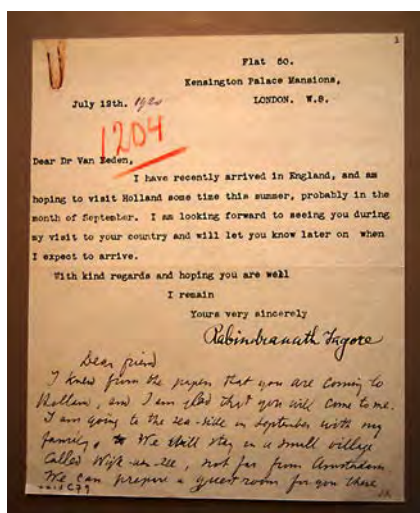 1
Flat 50.
Kensington Palace Mansions,
July 12th. 1920 LONDON. W.8.
1204
Dear Dr Van Eeden,
I have recently arrived in England, and am
hoping to visit Holland some time this summer, probably in the
month of September. I am looking forward to seeing you during
my visit to your country and will let you know later on when
I expect to arrive.
With kind regards and hoping you are well
I remain
Yours very sincerely
Rabindranath Tagore
Dear friend
I knew from the papers that you are coming to
Holland, and I am glad that you will come to me.
I am going to the sea-side in September with my
family. We shall stay in a small village
called Wijk-aan-Zee, not far from Amsterdam
We can prepare a guestroom for you there